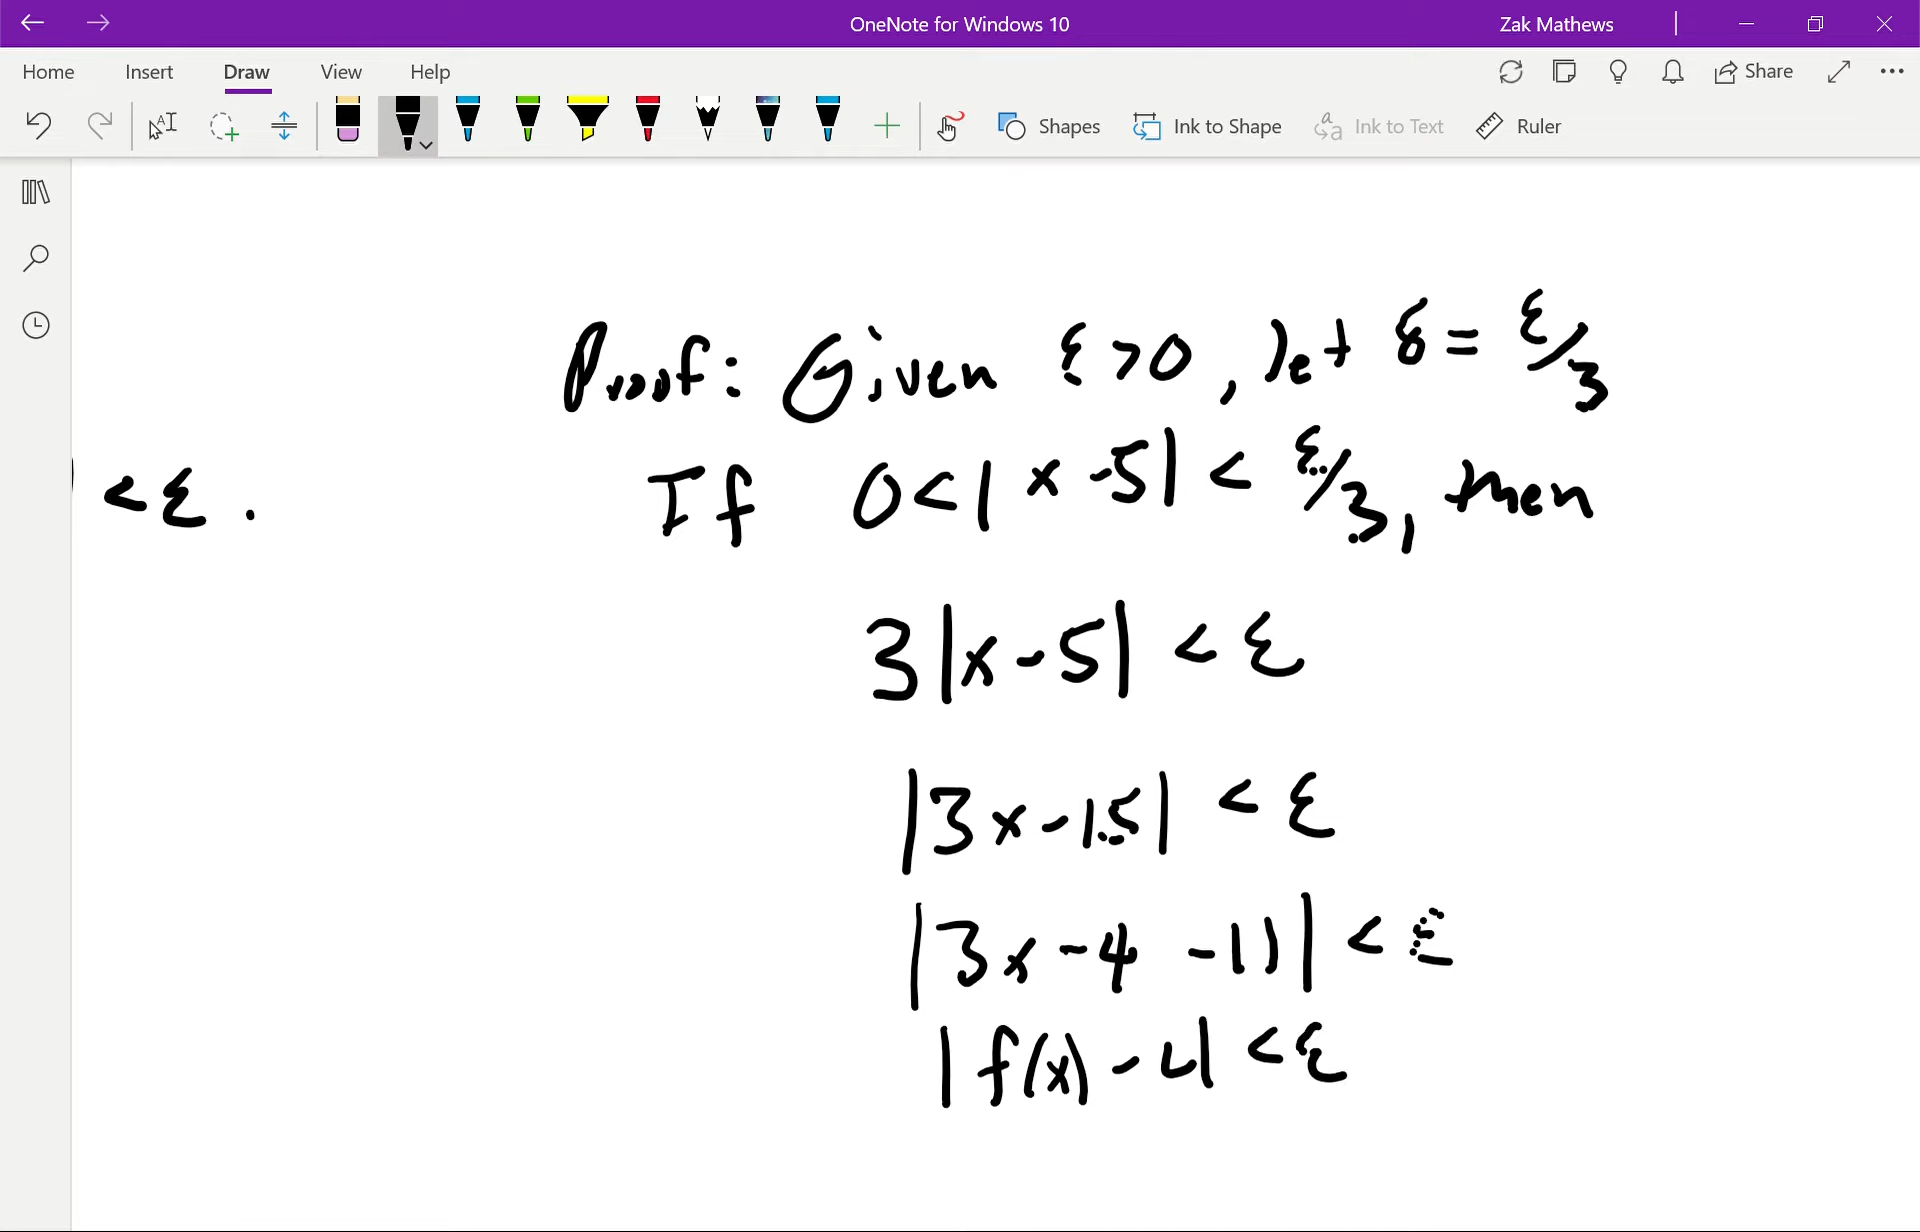 OneNote for Windows 10
Zak Mathews
Home Insert Draw View Help
Share
Shapes Ink to Shape Ink to Text Ruler
Proof: Given ε>0, let δ = ε/3
< ε .
If 0<|x-5| < ε/3, then
3|x-5| < ε
|3x-15| < ε
|3x-4 -11| < ε
|f(x) - L| < ε